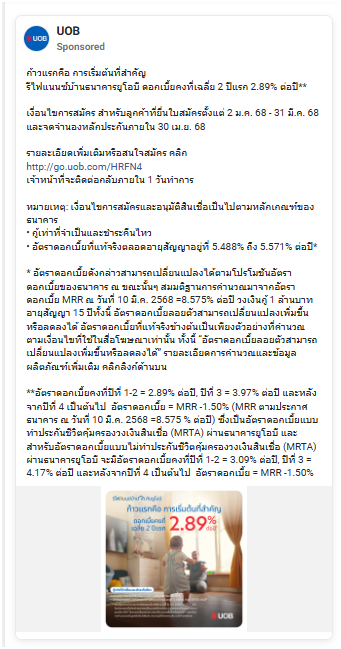 UOB
UOB
Sponsored
ก้าวแรกคือ การเริ่มต้นที่สำคัญ
รีไฟแนนซ์บ้านธนาคารยูโอบี ดอกเบี้ยคงที่เฉลี่ย 2 ปีแรก 2.89% ต่อปี**
เงื่อนไขการสมัคร สำหรับลูกค้าที่ยื่นใบสมัครตั้งแต่ 2 ม.ค. 68 - 31 มี.ค. 68
และจดจำนองหลักประกันภายใน 30 เม.ย. 68
รายละเอียดเพิ่มเติมหรือสนใจสมัคร คลิก
http://go.uob.com/HRFN4
เจ้าหน้าที่จะติดต่อกลับภายใน 1 วันทำการ
หมายเหตุ: เงื่อนไขการสมัครและอนุมัติสินเชื่อเป็นไปตามหลักเกณฑ์ของ
ธนาคาร
• กู้เท่าที่จำเป็นและชำระคืนไหว
• อัตราดอกเบี้ยที่แท้จริงตลอดอายุสัญญาอยู่ที่ 5.488% ถึง 5.571% ต่อปี*
* อัตราดอกเบี้ยดังกล่าวสามารถเปลี่ยนแปลงได้ตามโปรโมชั่นอัตรา
ดอกเบี้ยของธนาคาร ณ ขณะนั้นๆ สมมติฐานการคำนวณมาจากอัตรา
ดอกเบี้ย MRR ณ วันที่ 10 มี.ค. 2568 =8.575% ต่อปี วงเงินกู้ 1 ล้านบาท
อายุสัญญา 15 ปีทั้งนี้ อัตราดอกเบี้ยลอยตัวสามารถเปลี่ยนแปลงเพิ่มขึ้น
หรือลดลงได้ อัตราดอกเบี้ยที่แท้จริงข้างต้นเป็นเพียงตัวอย่างที่คำนวณ
ตามเงื่อนไขที่ใช้ในสื่อโฆษณาเท่านั้น ทั้งนี้ "อัตราดอกเบี้ยลอยตัวสามารถ
เปลี่ยนแปลงเพิ่มขึ้นหรือลดลงได้" รายละเอียดการคำนวณและข้อมูล
ผลิตภัณฑ์เพิ่มเติม คลิกลิงก์ด้านบน
**อัตราดอกเบี้ยคงที่ปีที่ 1-2 = 2.89% ต่อปี, ปีที่ 3 = 3.97% ต่อปี และหลัง
จากปีที่ 4 เป็นต้นไป อัตราดอกเบี้ย = MRR -1.50% (MRR ตามประกาศ
ธนาคาร ณ วันที่ 10 มี.ค. 2568 =8.575 % ต่อปี) ซึ่งเป็นอัตราดอกเบี้ยแบบ
ทำประกันชีวิตคุ้มครองวงเงินสินเชื่อ (MRTA) ผ่านธนาคารยูโอบี และ
สำหรับอัตราดอกเบี้ยแบบไม่ทำประกันชีวิตคุ้มครองวงเงินสินเชื่อ (MRTA)
ผ่านธนาคารยูโอบี จะมีอัตราดอกเบี้ยคงที่ปีที่ 1-2 = 3.09% ต่อปี, ปีที่ 3 =
4.17% ต่อปี และหลังจากปีที่ 4 เป็นต้นไป อัตราดอกเบี้ย = MRR -1.50%
ก้าวแรกคือ การเริ่มต้นที่สำคัญ
ดอกเบี้ยคงที่
เฉลี่ย 2 ปีแรก
2.89%
ต่อปี
UOB